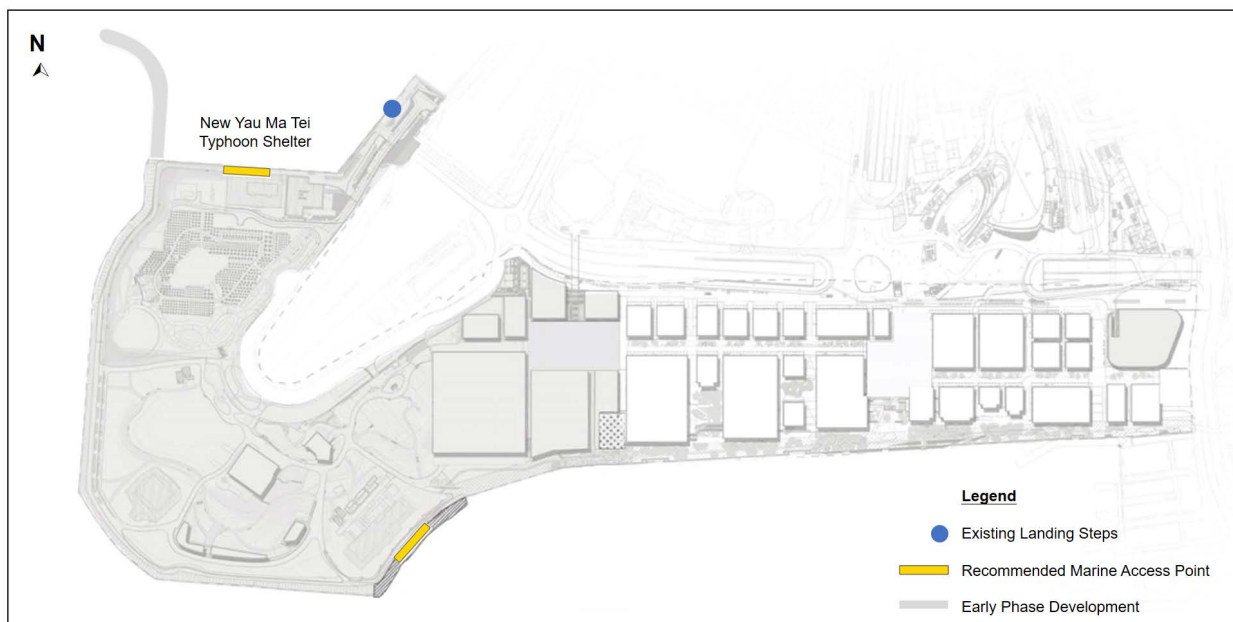 N
New Yau Ma Tei
Typhoon Shelter
Legend
Existing Landing Steps
Recommended Marine Access Point
Early Phase Development